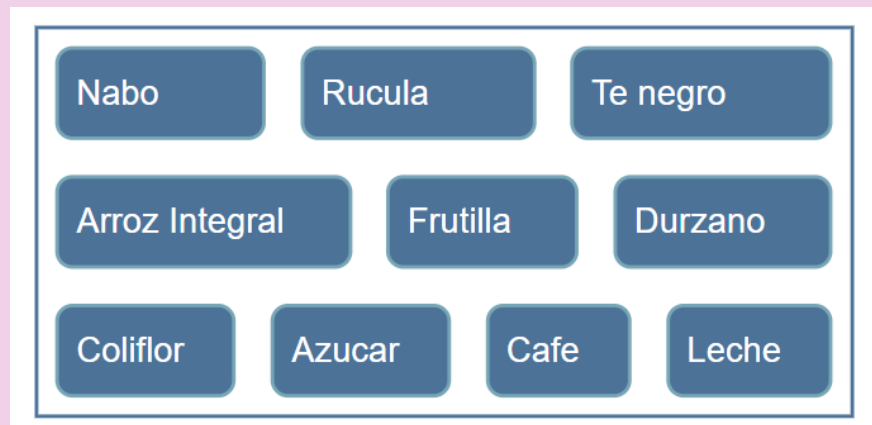 Nabo Rucula Te negro
Arroz Integral Frutilla Durzano
Coliflor Azucar Cafe Leche